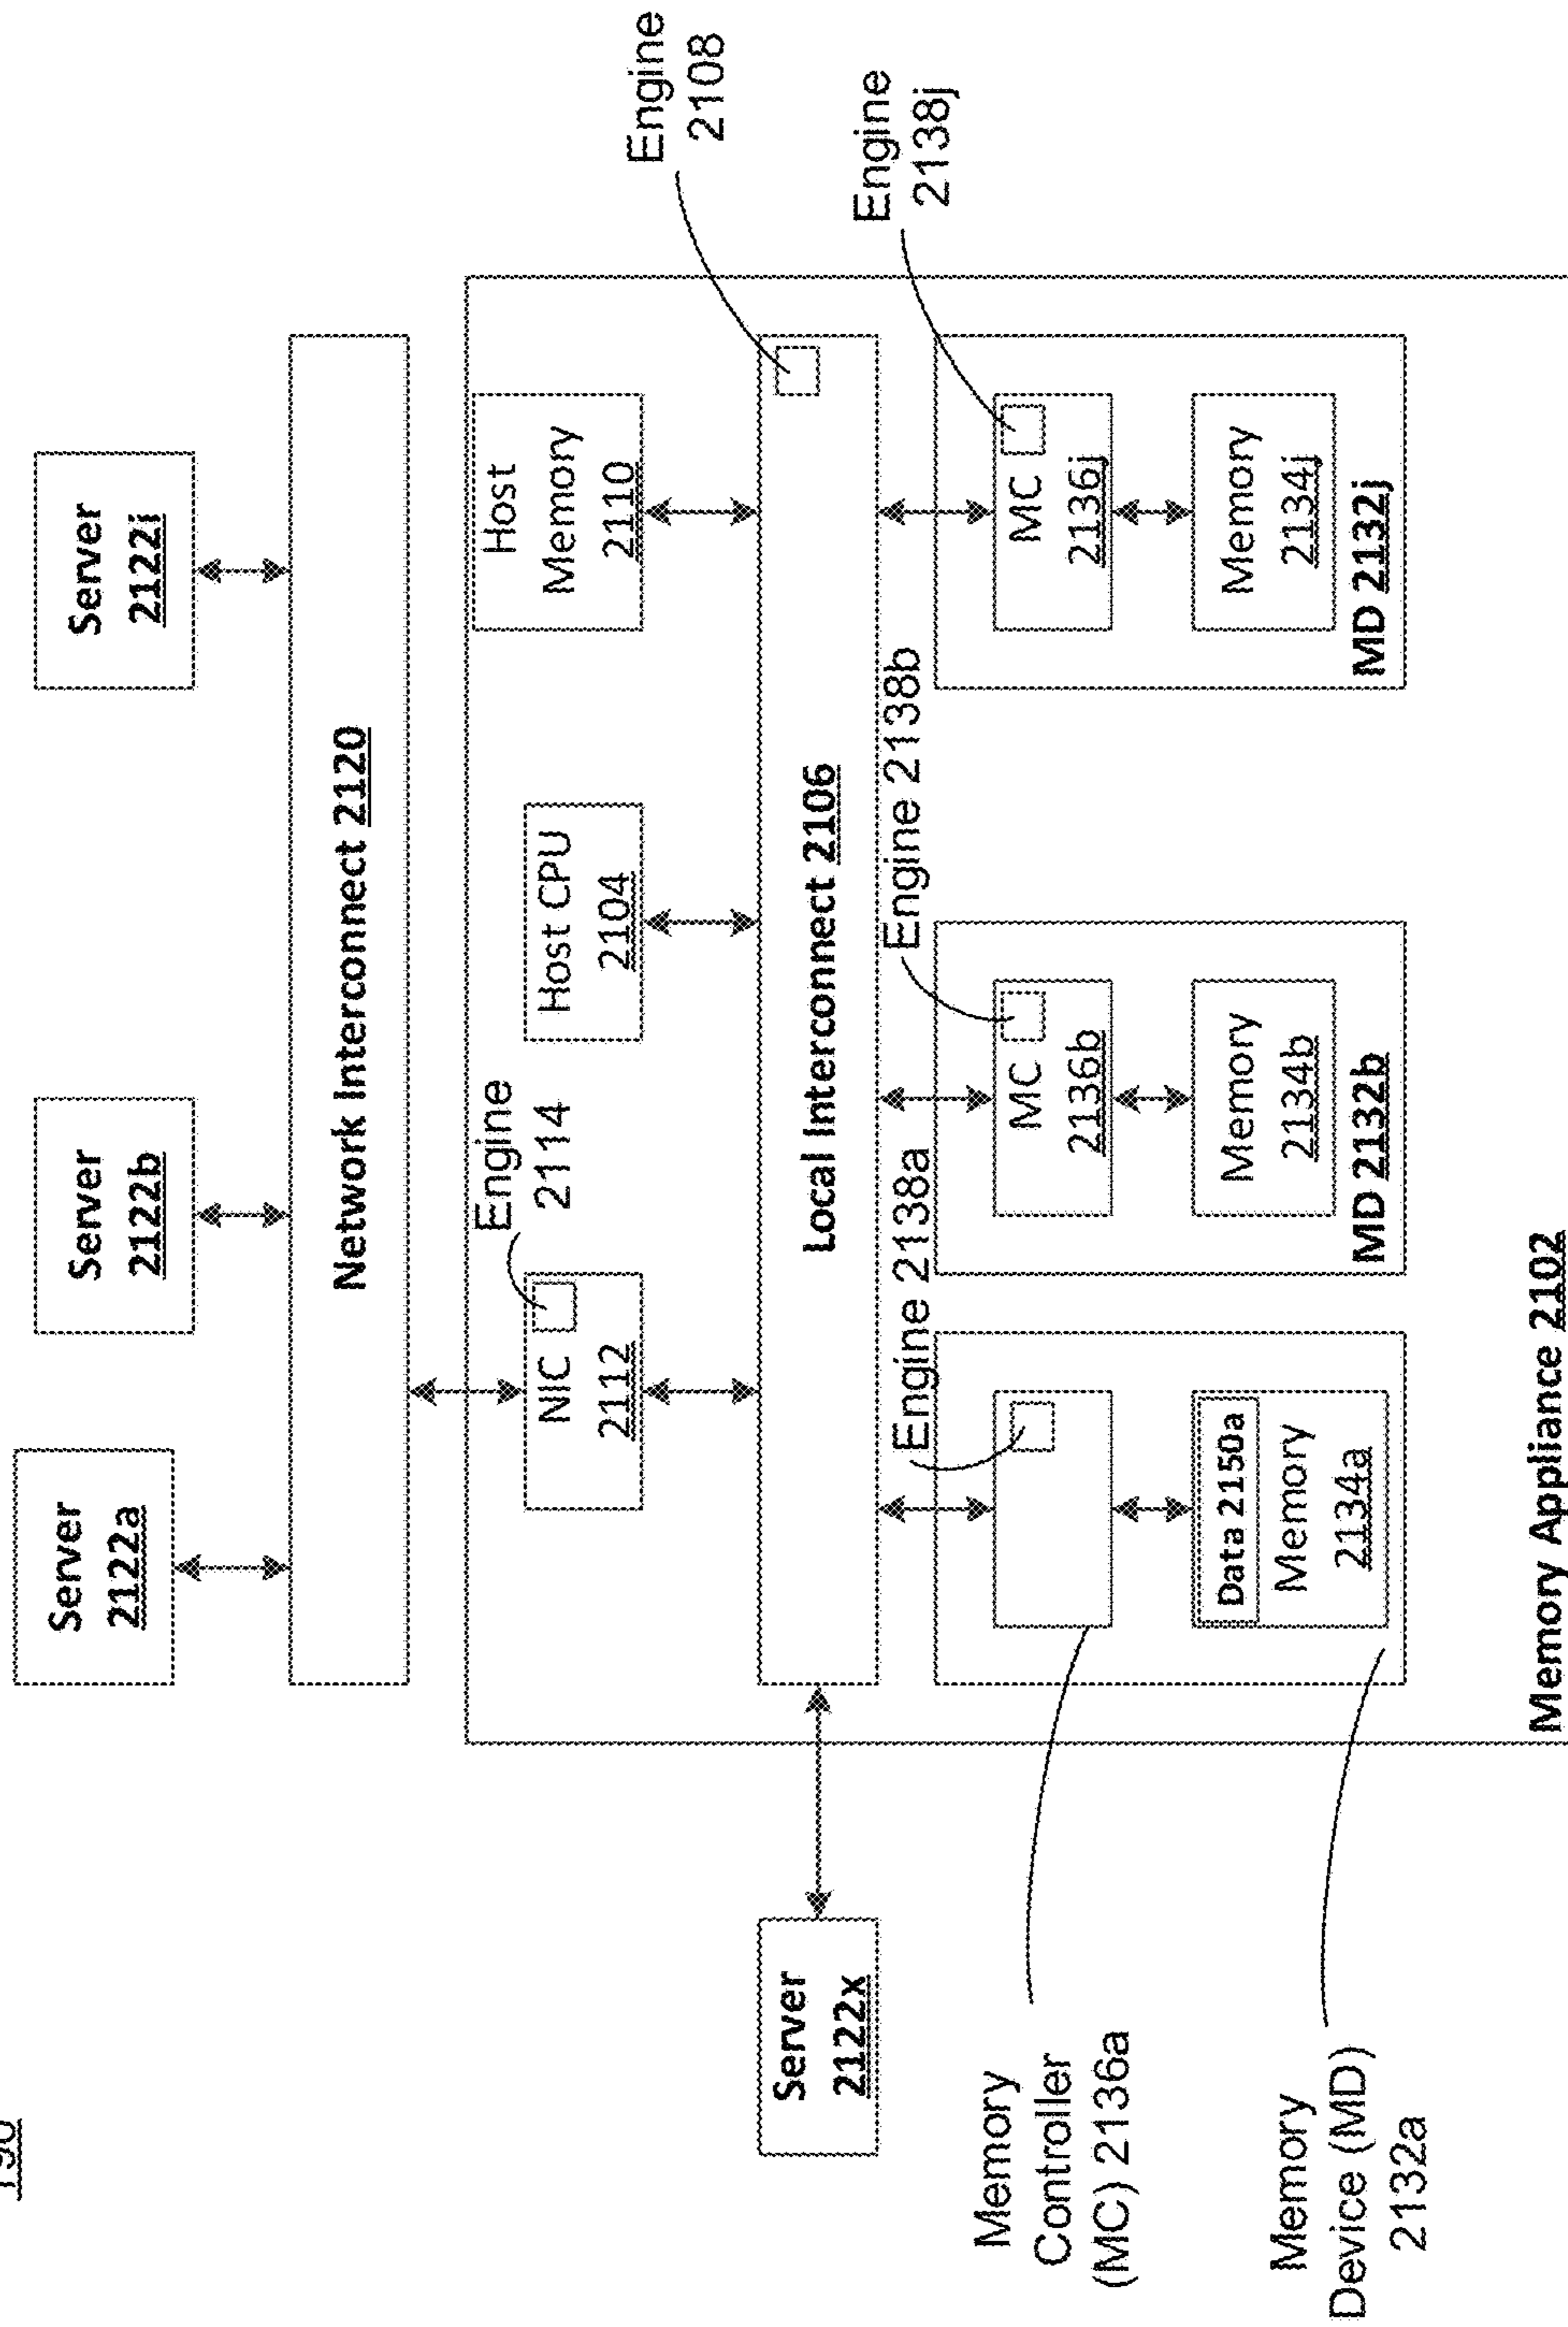 Server
2122a
Server
2122b
Server
2122i
Network Interconnect 2120
Engine
2114
NIC
2112
Host CPU
2104
Host
Memory
2110
Engine
2108
Server
2122x
Local Interconnect 2106
Engine 2138a
Engine 2138b
Engine
2138j
MC
2136b
MC
2136j
Memory
Controller
(MC) 2136a
Data 2150a
Memory
2134a
Memory
2134b
Memory
2134j
MD 2132b
MD 2132j
Memory
Device (MD)
2132a
Memory Appliance 2102